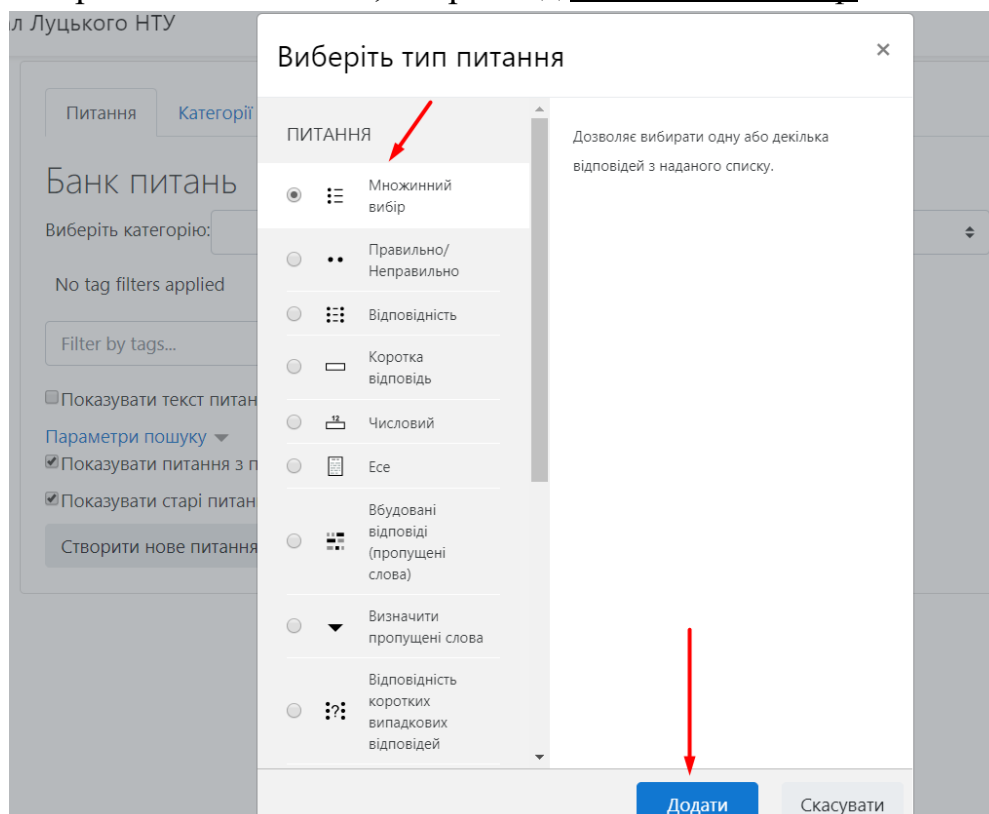 л Луцького НТУ
Виберіть тип питання
×
Питання Категорії
ПИТАННЯ
Дозволяє вибирати одну або декілька
відповідей з наданого списку.
Банк питань
Множинний
вибір
Виберіть категорію:
Правильно/
Неправильно
No tag filters applied
Відповідність
Filter by tags...
Коротка
відповідь
Показувати текст питан
12
Числовий
Параметри пошуку
Показувати питання з п
Есе
Показувати старі питан
Вбудовані
відповіді
(пропущені
слова)
Створити нове питання
Визначити
пропущені слова
Відповідність
коротких
випадкових
відповідей
?
Додати Скасувати